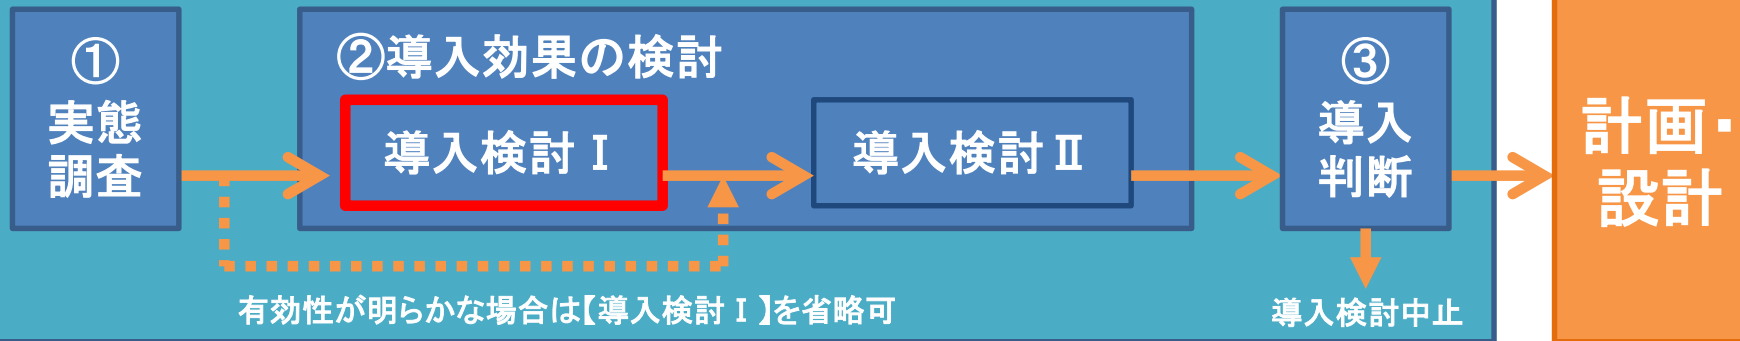 ①
実態
調査
②導入効果の検討
導入検討Ⅰ
導入検討Ⅱ
③
導入
判断
計画・
設計
有効性が明らかな場合は【導入検討Ⅰ】を省略可
導入検討中止